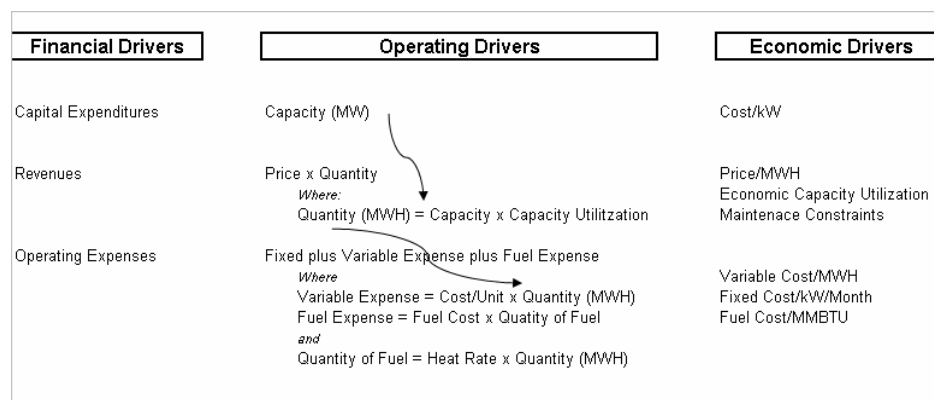 Financial Drivers
Operating Drivers
Economic Drivers
Capital Expenditures
Capacity (MW)
Cost/kW
Revenues
Price x Quantity
Price/MWH
Where:
Economic Capacity Utilization
Quantity (MWH) = Capacity x Capacity Utilitzation
Maintenace Constraints
Operating Expenses
Fixed plus Variable Expense plus Fuel Expense
Where
Variable Cost/MWH
Variable Expense = Cost/Unit x Quantity (MWH)
Fixed Cost/kW/Month
Fuel Expense = Fuel Cost x Quatity of Fuel
Fuel Cost/MMBTU
and
Quantity of Fuel = Heat Rate x Quantity (MWH)